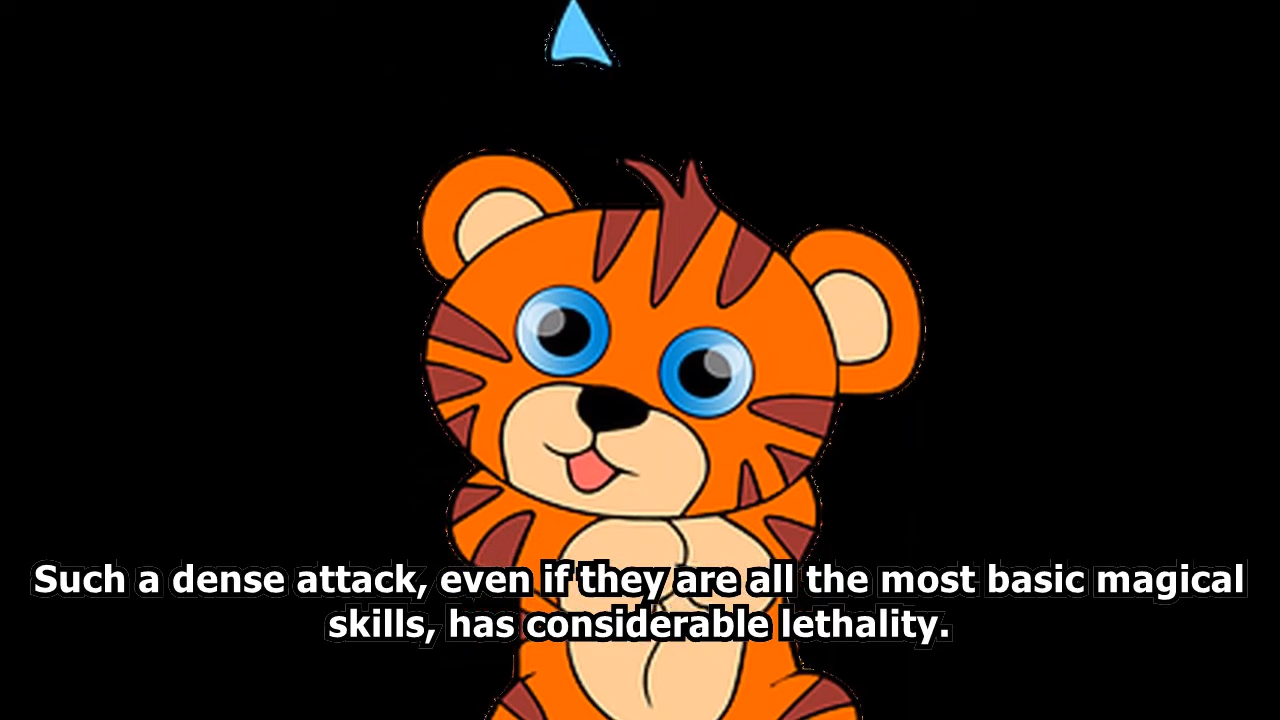 Such a dense attack, even if they are all the most basic magical
skills, has considerable lethality.